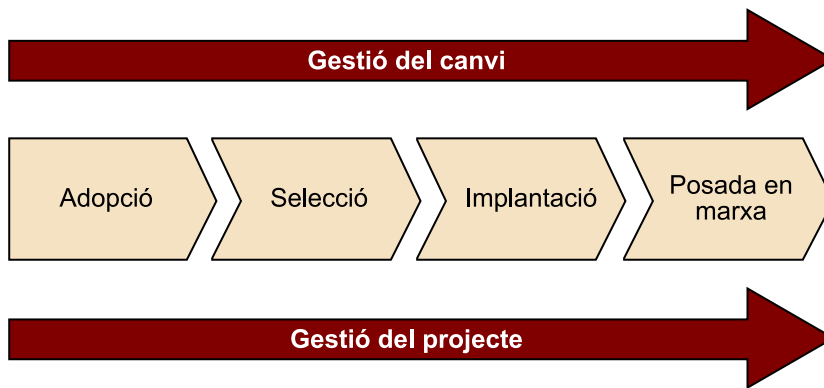 Gestió del canvi
Adopció
Selecció
Implantació
Posada en
marxa
Gestió del projecte